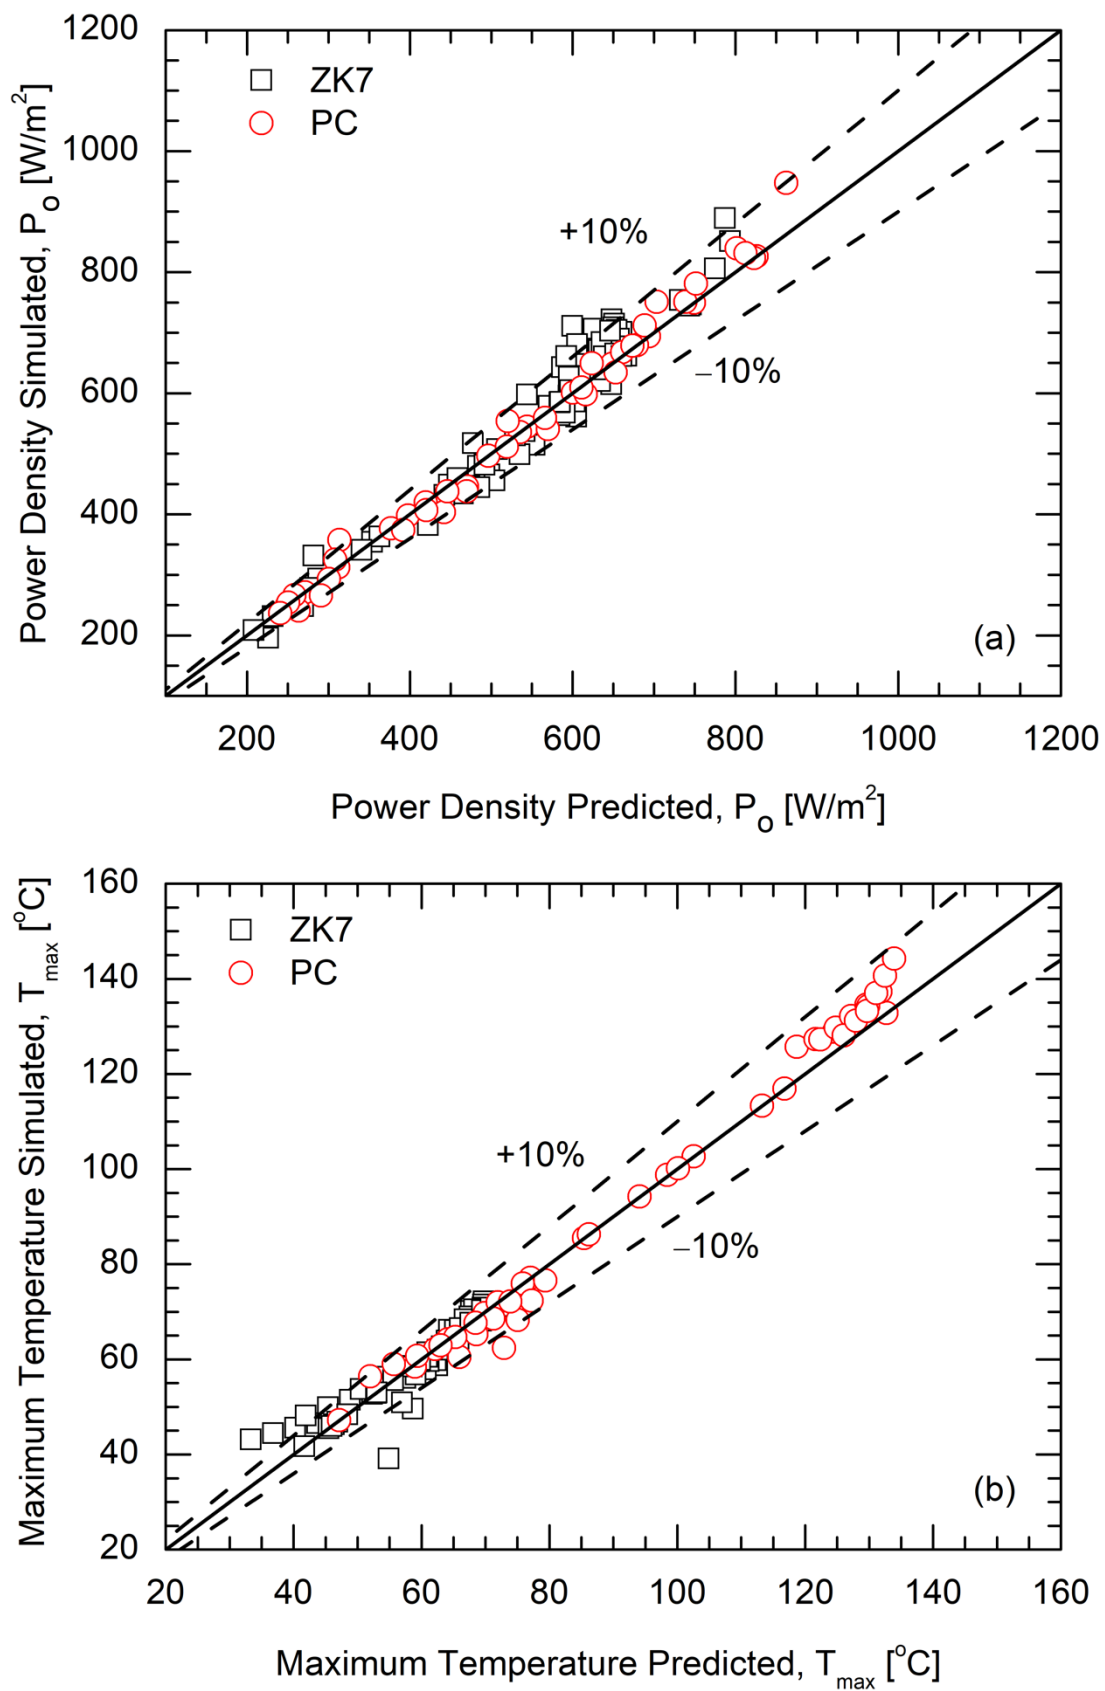 1200
1000
800
600
400
200
Power Density Simulated, Po [W/m²]
ZK7
PC
+10%
–10%
(a)
200 400 600 800 1000 1200
Power Density Predicted, Po [W/m²]
160
140
120
100
80
60
40
20
Maximum Temperature Simulated, Tmax [°C]
ZK7
PC
+10%
–10%
(b)
20 40 60 80 100 120 140 160
Maximum Temperature Predicted, Tmax [°C]